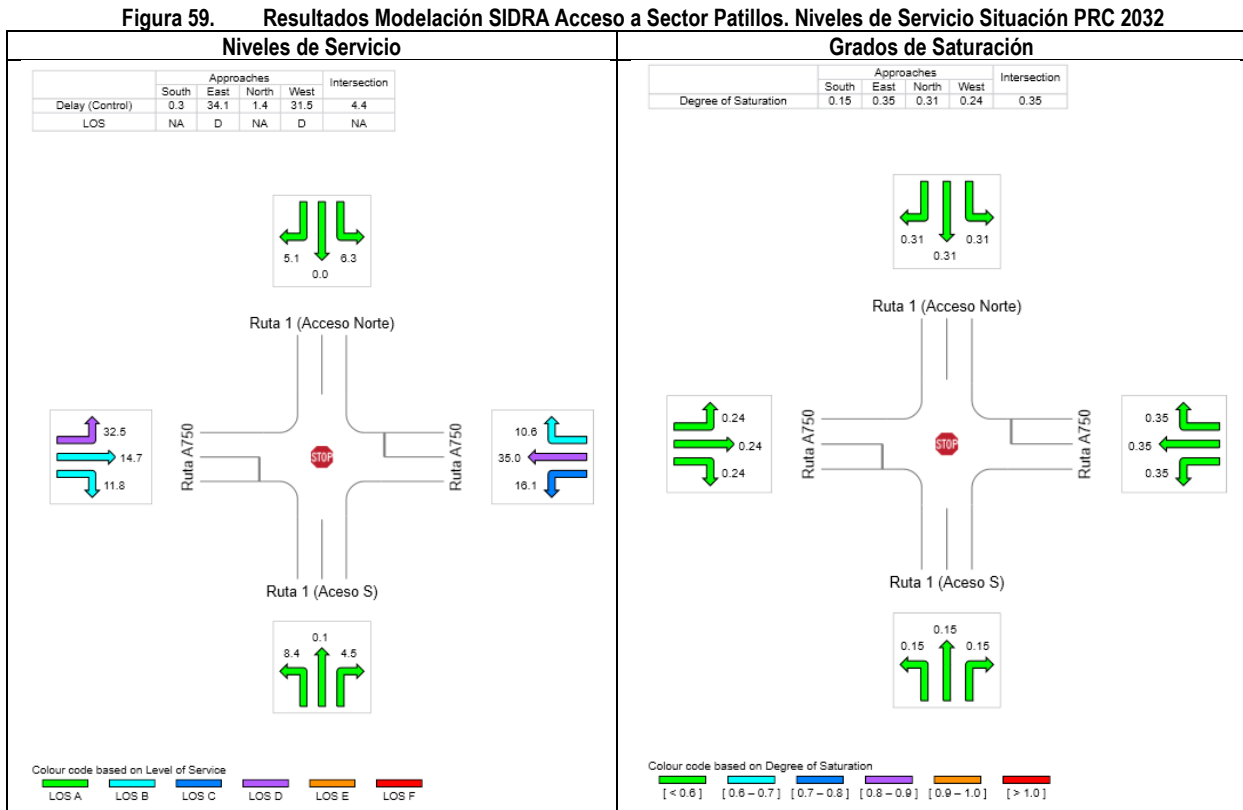 Figura 59. Resultados Modelación SIDRA Acceso a Sector Patillos. Niveles de Servicio Situación PRC 2032
Niveles de Servicio
Approaches Intersection
South East North West
Delay (Control) 0.3 34.1 1.4 31.5 4.4
LOS NA D NA D NA
5.1 6.3
0.0
Ruta 1 (Acceso Norte)
32.5
14.7
11.8
Ruta A750
STOP
Ruta A750
10.6
35.0
16.1
Ruta 1 (Aceso S)
0.1
8.4 4.5
Colour code based on Level of Service
LOS A LOS B LOS C LOS D LOS E LOS F
Grados de Saturación
Approaches Intersection
South East North West
Degree of Saturation 0.15 0.35 0.31 0.24 0.35
0.31 0.31
0.31
Ruta 1 (Acceso Norte)
0.24
0.24
0.24
Ruta A750
STOP
Ruta A750
0.35
0.35
0.35
Ruta 1 (Aceso S)
0.15
0.15 0.15
Colour code based on Degree of Saturation
[ < 0.6 ] [ 0.6 – 0.7 ] [ 0.7 – 0.8 ] [ 0.8 – 0.9 ] [ 0.9 – 1.0 ] [ > 1.0 ]